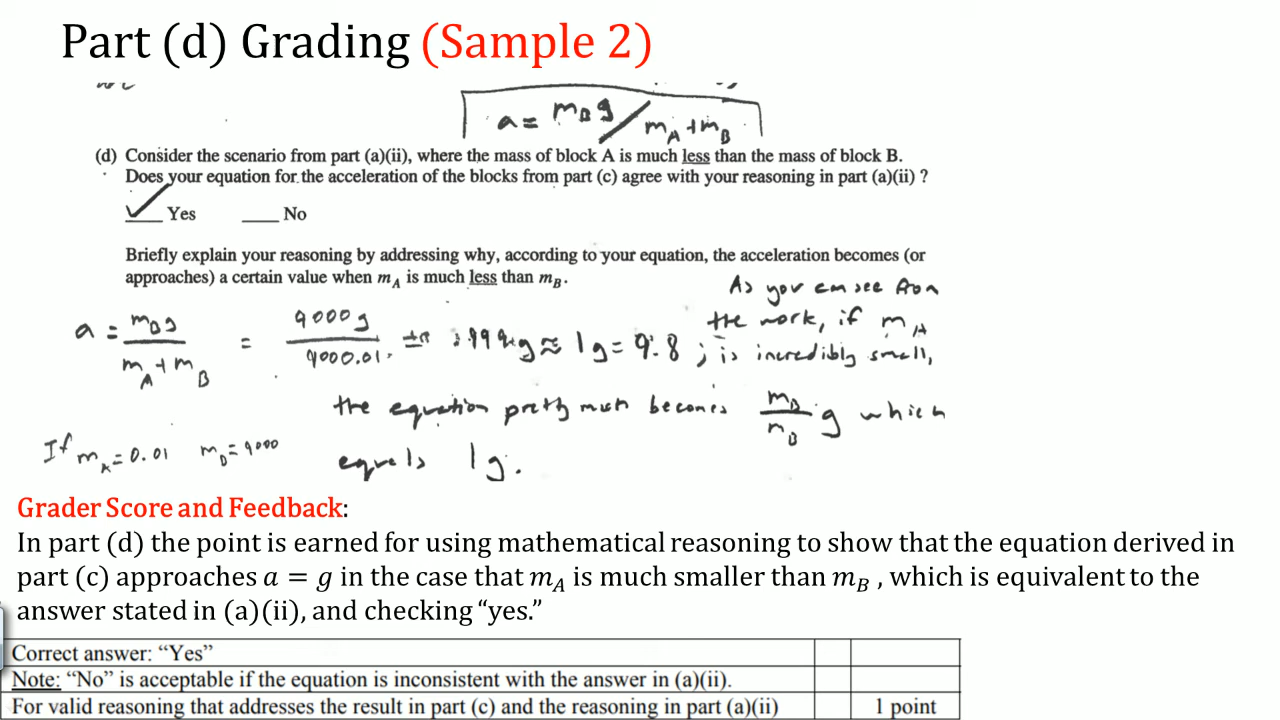 Part (d) Grading (Sample 2)
a = m_B g / m_A + m_B
(d) Consider the scenario from part (a)(ii), where the mass of block A is much less than the mass of block B.
Does your equation for the acceleration of the blocks from part (c) agree with your reasoning in part (a)(ii) ?
✓ Yes ___ No
Briefly explain your reasoning by addressing why, according to your equation, the acceleration becomes (or
approaches) a certain value when m_A is much less than m_B.
As you can see from
the work, if m_A
is incredibly small,
a = m_B g / m_A + m_B = 9000g / 9000.01 ≈ 1g = 9.8 ;
the equation pretty much becomes m_B / m_B g which
If m_A = 0.01 m_B = 9000
equals 1g.
Grader Score and Feedback:
In part (d) the point is earned for using mathematical reasoning to show that the equation derived in
part (c) approaches a = g in the case that m_A is much smaller than m_B , which is equivalent to the
answer stated in (a)(ii), and checking “yes.”
Correct answer: “Yes”
Note: “No” is acceptable if the equation is inconsistent with the answer in (a)(ii).
For valid reasoning that addresses the result in part (c) and the reasoning in part (a)(ii) 1 point